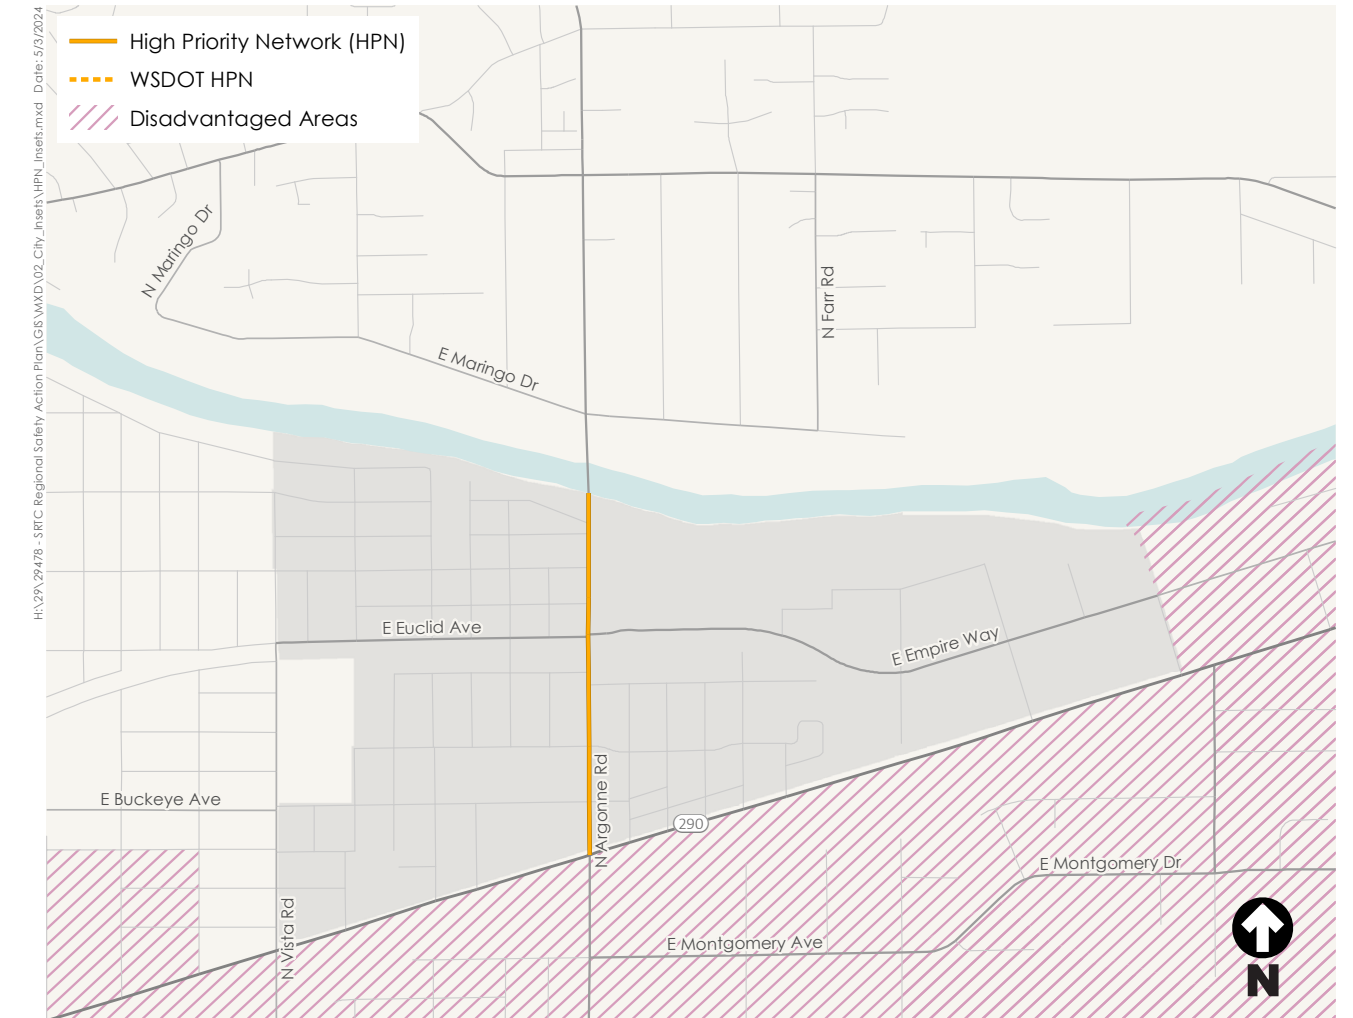 H:\29\29478 - SRTC Regional Safety Action Plan\GIS\MXD\02_City_Insets\HPN_Insets.mxd Date: 5/3/2024
High Priority Network (HPN)
WSDOT HPN
Disadvantaged Areas
N Maringo Dr
N Farr Rd
E Maringo Dr
E Euclid Ave
E Empire Way
N Argonne Rd
E Buckeye Ave
290
E Montgomery Dr
N Vista Rd
E Montgomery Ave
N